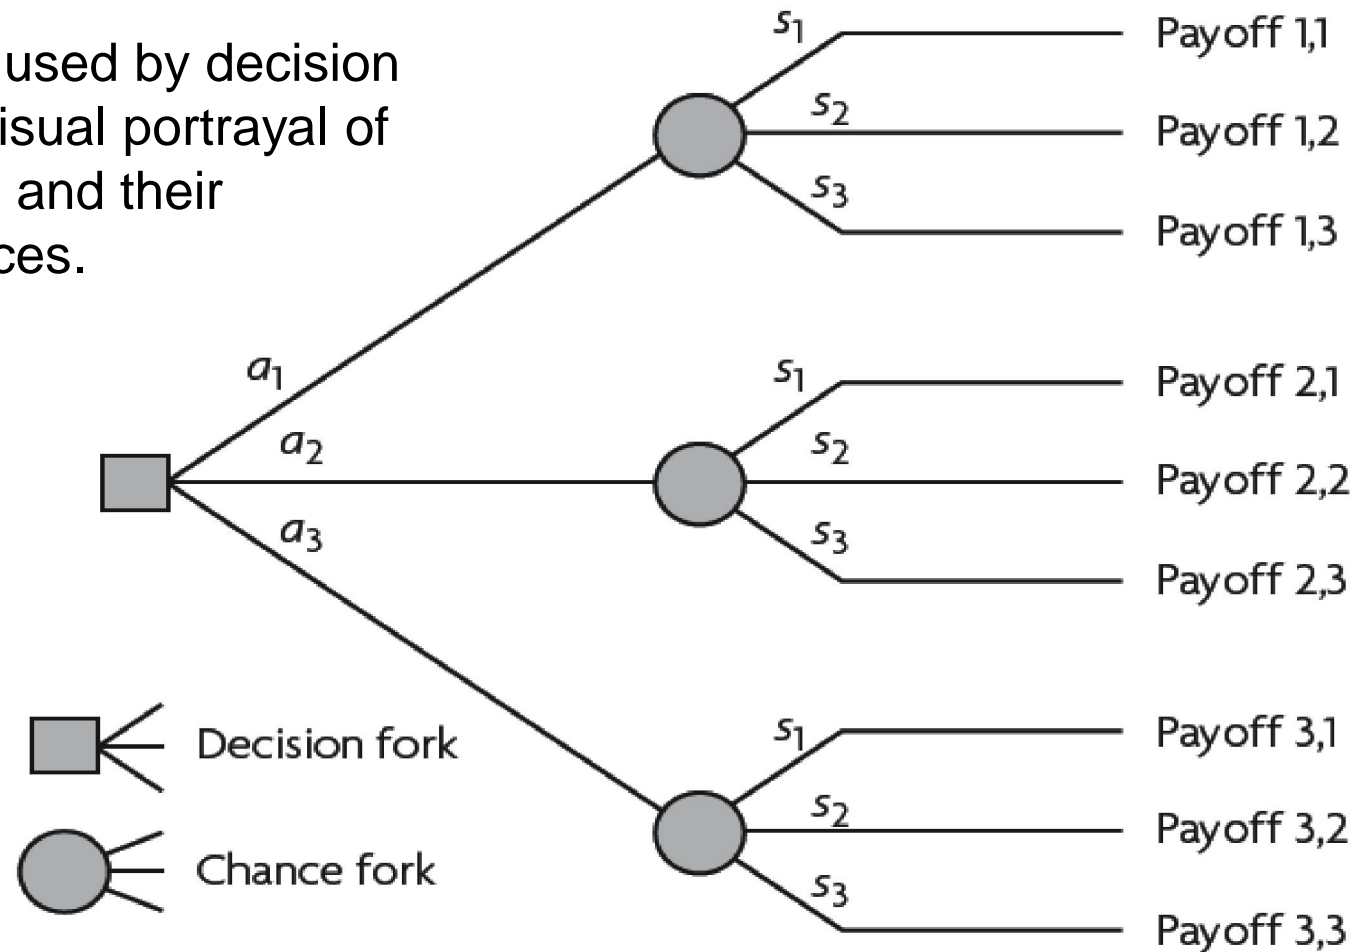 used by decision
isual portrayal of
and their
ces.
s1
Payoff 1,1
s2
Payoff 1,2
s3
Payoff 1,3
a1
s1
Payoff 2,1
a2
s2
Payoff 2,2
a3
s3
Payoff 2,3
s1
Payoff 3,1
Decision fork
s2
Payoff 3,2
Chance fork
s3
Payoff 3,3